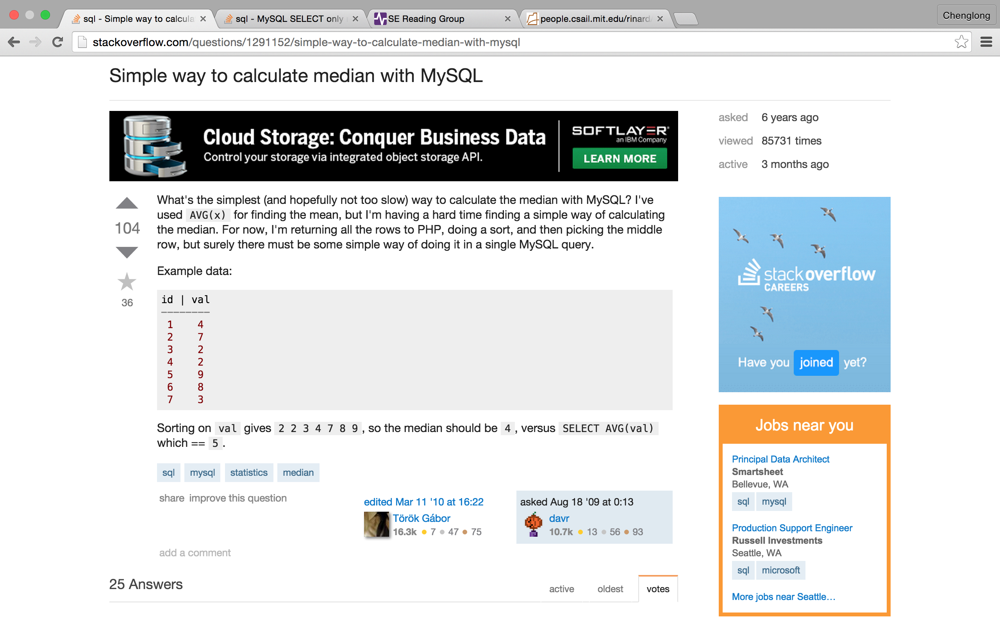 sql - Simple way to calcula
sql - MySQL SELECT only
SE Reading Group
people.csail.mit.edu/rinard/
Chenglong
stackoverflow.com/questions/1291152/simple-way-to-calculate-median-with-mysql
Simple way to calculate median with MySQL
Cloud Storage: Conquer Business Data
Control your storage via integrated object storage API.
SOFTLAYER
an IBM Company
LEARN MORE
asked 6 years ago
viewed 85731 times
active 3 months ago
104
36
What's the simplest (and hopefully not too slow) way to calculate the median with MySQL? I've
used AVG(x) for finding the mean, but I'm having a hard time finding a simple way of calculating
the median. For now, I'm returning all the rows to PHP, doing a sort, and then picking the middle
row, but surely there must be some simple way of doing it in a single MySQL query.
Example data:
id | val
--------
1 4
2 7
3 2
4 2
5 9
6 8
7 3
Sorting on val gives 2 2 3 4 7 8 9, so the median should be 4, versus SELECT AVG(val)
which == 5.
sql mysql statistics median
share improve this question
edited Mar 11 '10 at 16:22
Török Gábor
16.3k 7 47 75
asked Aug 18 '09 at 0:13
davr
10.7k 13 56 93
add a comment
25 Answers
active oldest votes
stackoverflow
CAREERS
Have you joined yet?
Jobs near you
Principal Data Architect
Smartsheet
Bellevue, WA
sql mysql
Production Support Engineer
Russell Investments
Seattle, WA
sql microsoft
More jobs near Seattle…